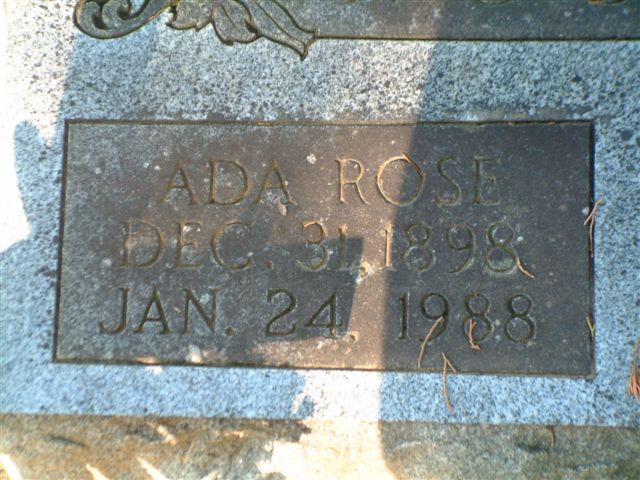 ADA ROSE
DEC. 31, 1898
JAN. 24, 1988